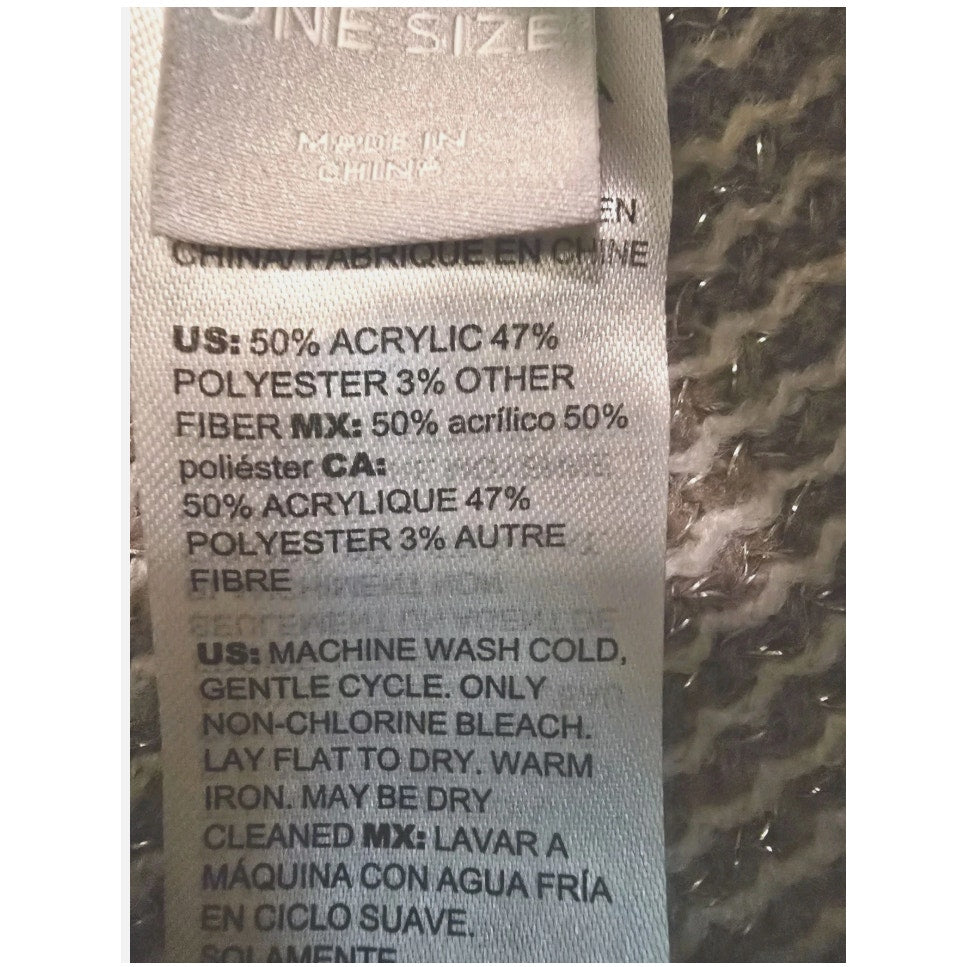 ONE SIZE
MADE IN
CHINA
EN
CHINA/ FABRIQUE EN CHINE
US: 50% ACRYLIC 47%
POLYESTER 3% OTHER
FIBER MX: 50% acrílico 50%
poliéster CA:
50% ACRYLIQUE 47%
POLYESTER 3% AUTRE
FIBRE
US: MACHINE WASH COLD,
GENTLE CYCLE. ONLY
NON-CHLORINE BLEACH.
LAY FLAT TO DRY. WARM
IRON. MAY BE DRY
CLEANED MX: LAVAR A
MÁQUINA CON AGUA FRÍA
EN CICLO SUAVE.
SOLAMENTE